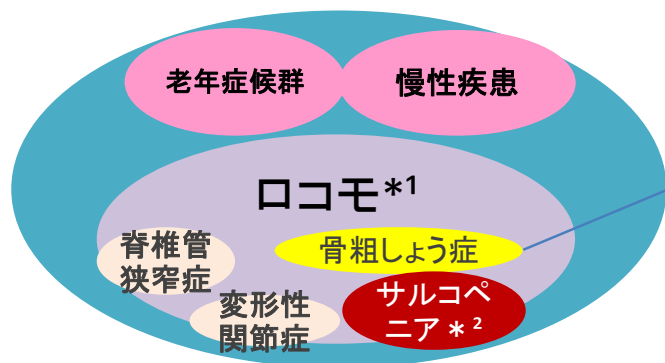 老年症候群
慢性疾患
ロコモ*1
脊椎管
狭窄症
骨粗しょう症
変形性
関節症
サルコペ
ニア＊2